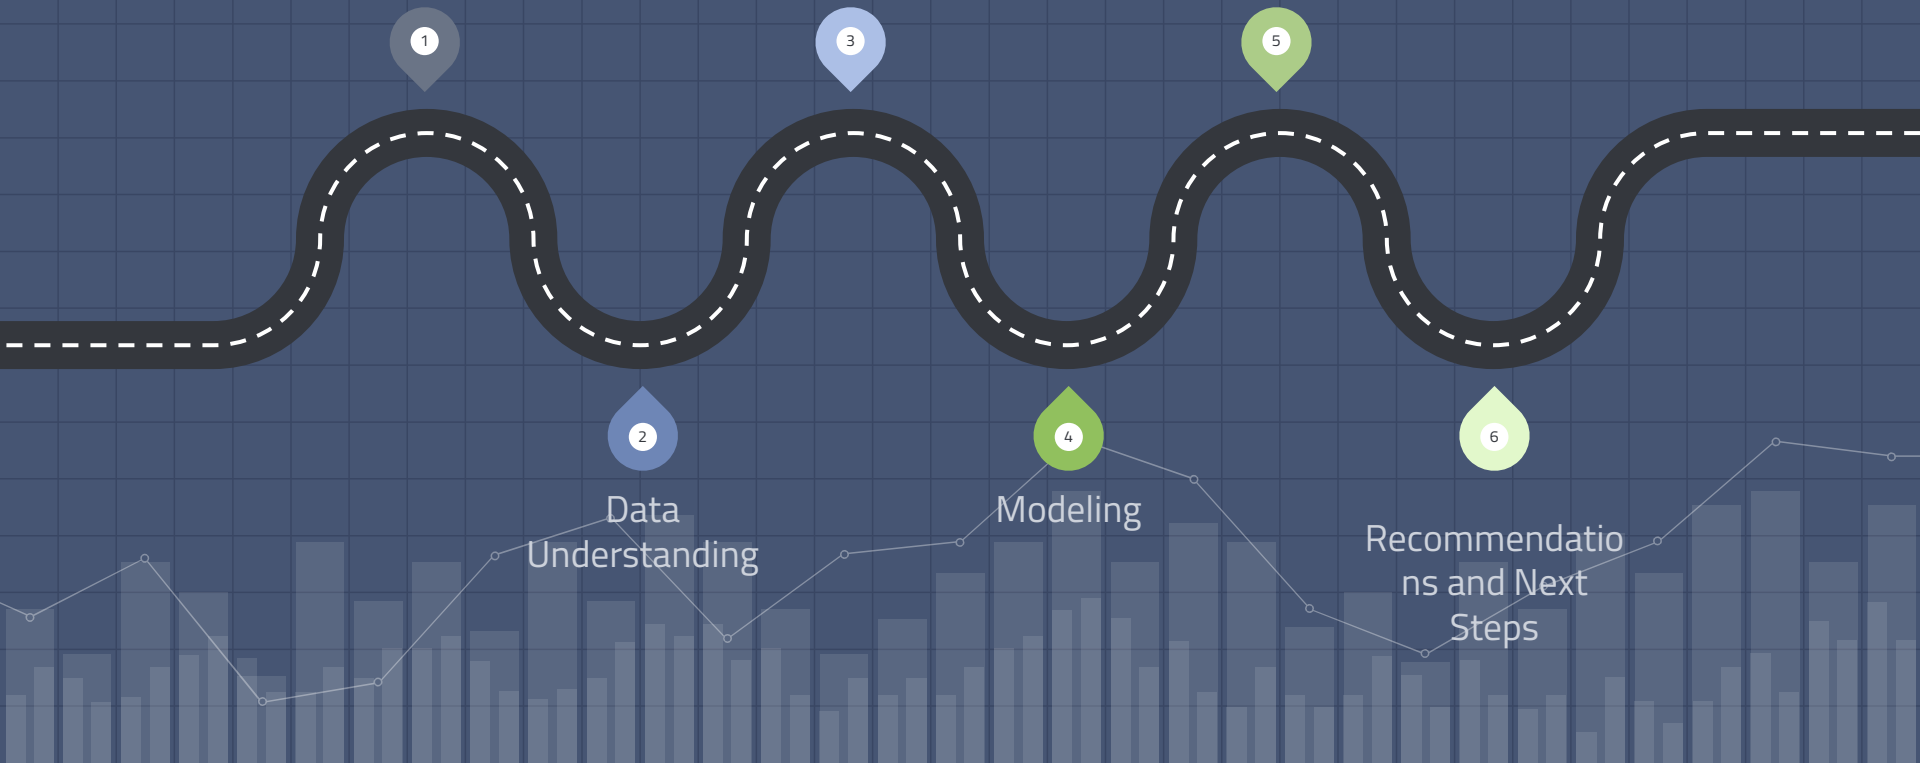 1
3
5
2
4
6
Data
Understanding
Modeling
Recommendatio
ns and Next
Steps